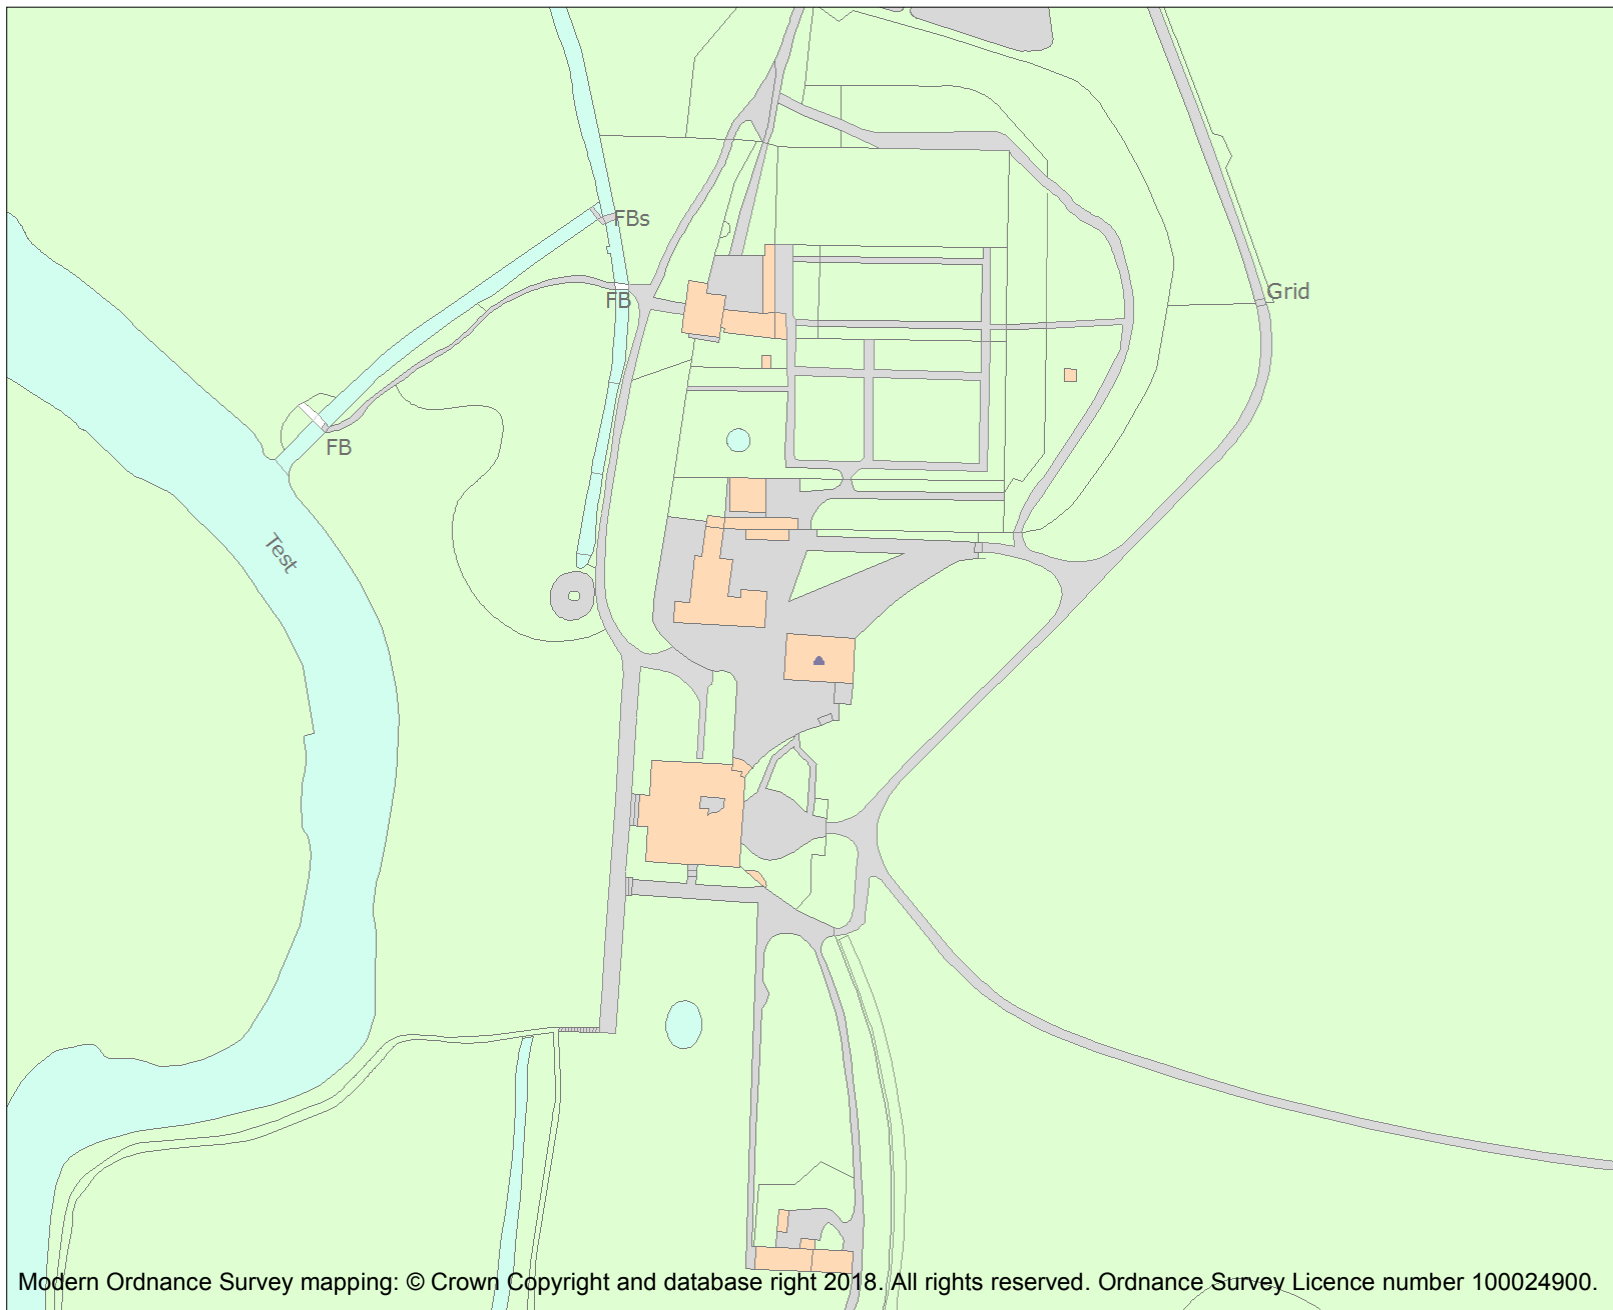 FBs
Grid
FB
FB
Test
Modern Ordnance Survey mapping: © Crown Copyright and database right 2018. All rights reserved. Ordnance Survey Licence number 100024900.